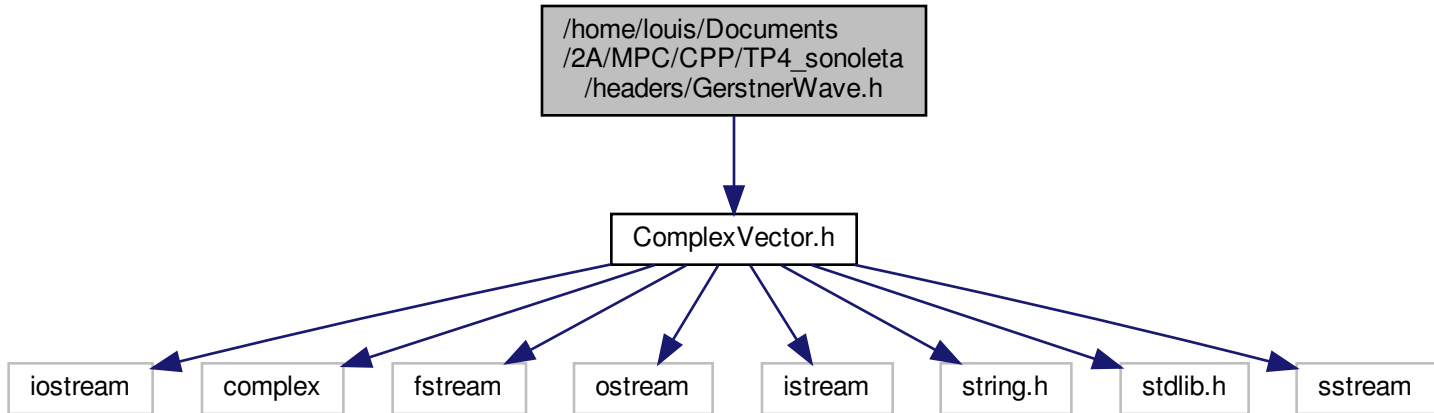 /home/louis/Documents
/2A/MPC/CPP/TP4_sonoleta
/headers/GerstnerWave.h
ComplexVector.h
iostream
complex
fstream
ostream
istream
string.h
stdlib.h
sstream